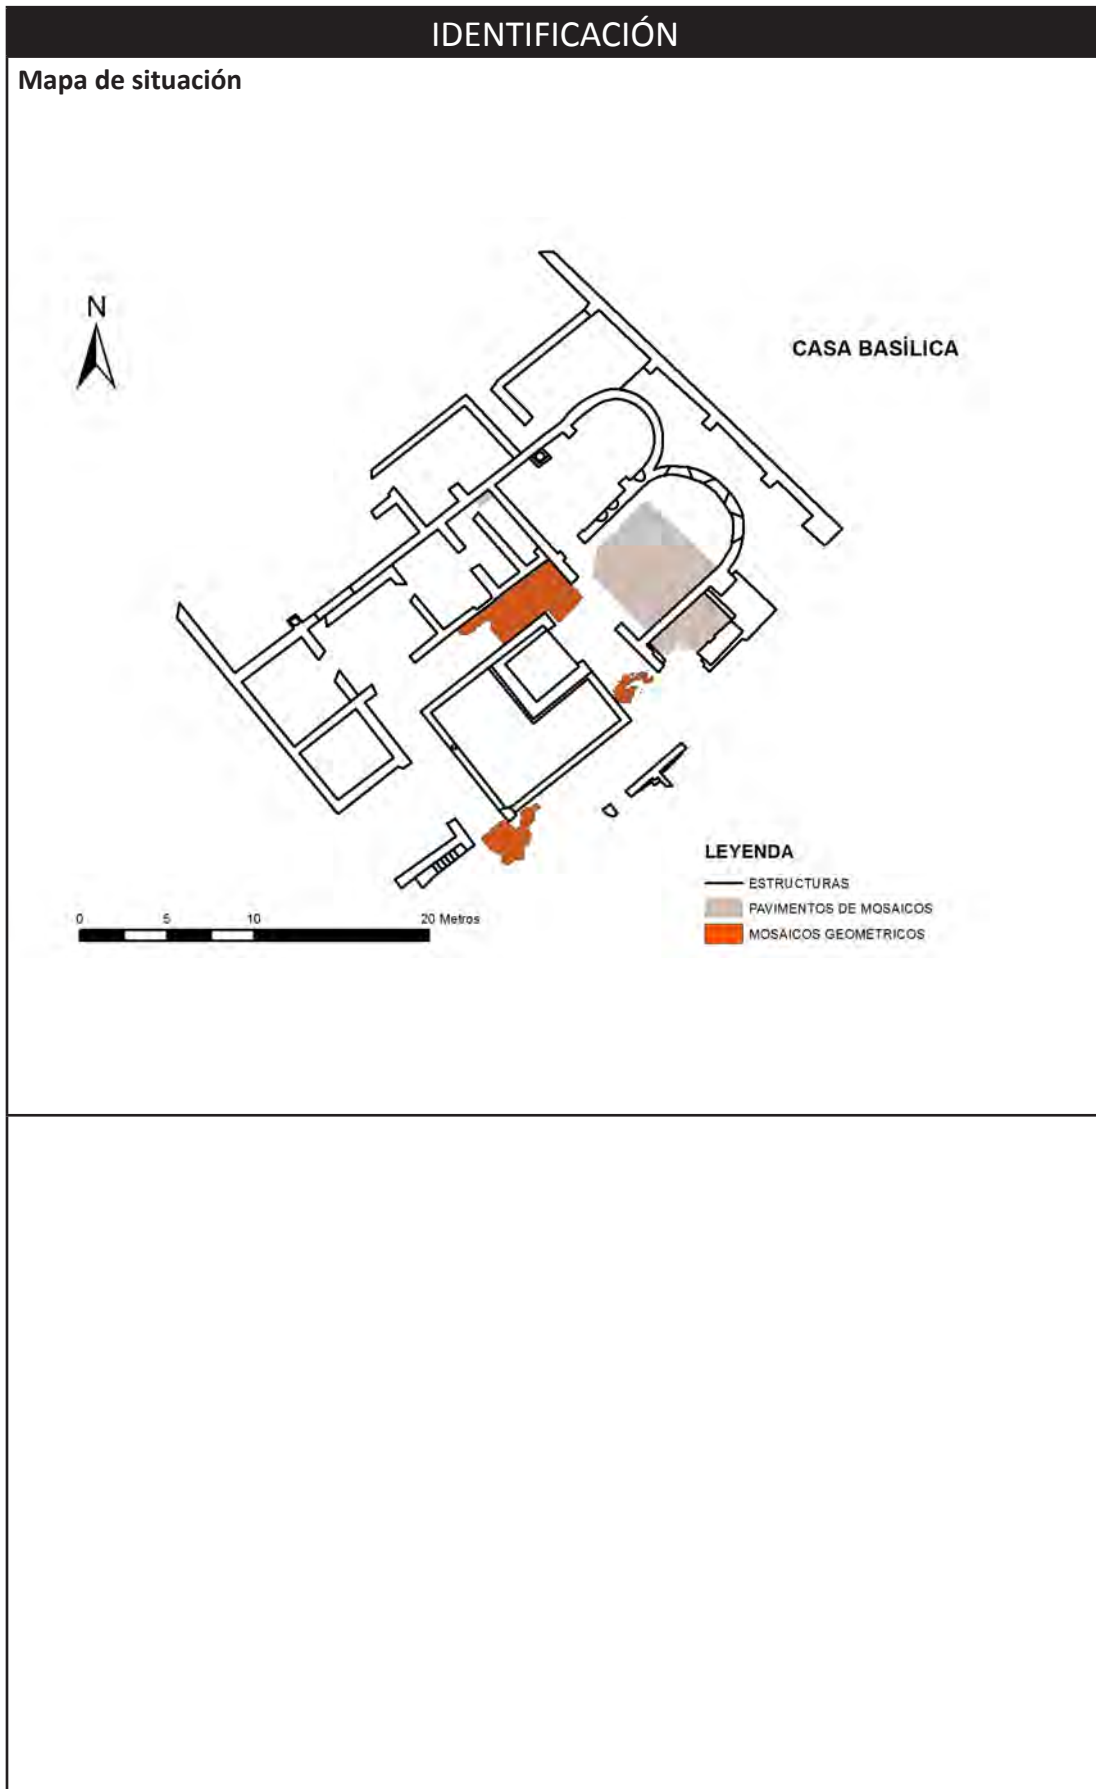 IDENTIFICACIÓN
Mapa de situación
N
CASA BASÍLICA
LEYENDA
ESTRUCTURAS
PAVIMENTOS DE MOSAICOS
MOSAICOS GEOMÉTRICOS
0 5 10 20 Metros